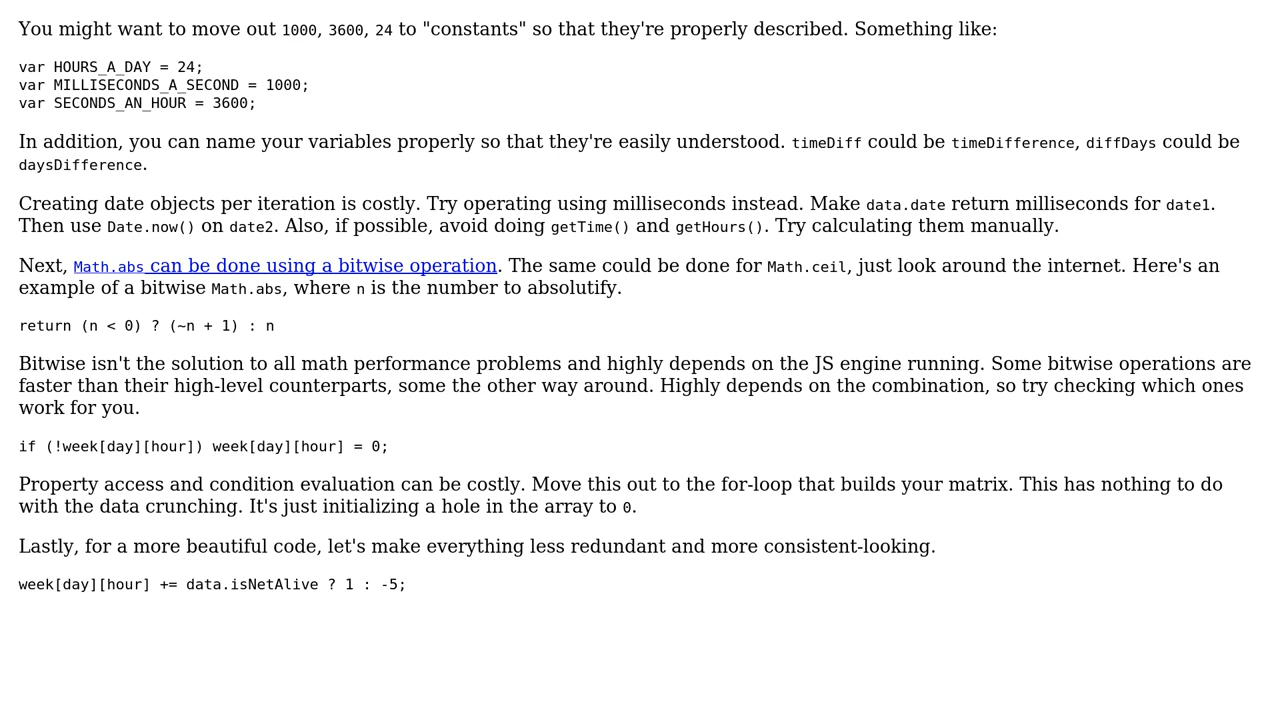 You might want to move out 1000, 3600, 24 to "constants" so that they're properly described. Something like:
var HOURS_A_DAY = 24;
var MILLISECONDS_A_SECOND = 1000;
var SECONDS_AN_HOUR = 3600;
In addition, you can name your variables properly so that they're easily understood. timeDiff could be timeDifference, diffDays could be
daysDifference.
Creating date objects per iteration is costly. Try operating using milliseconds instead. Make data.date return milliseconds for date1.
Then use Date.now() on date2. Also, if possible, avoid doing getTime() and getHours(). Try calculating them manually.
Next, Math.abs can be done using a bitwise operation. The same could be done for Math.ceil, just look around the internet. Here's an
example of a bitwise Math.abs, where n is the number to absolutify.
return (n < 0) ? (~n + 1) : n
Bitwise isn't the solution to all math performance problems and highly depends on the JS engine running. Some bitwise operations are
faster than their high-level counterparts, some the other way around. Highly depends on the combination, so try checking which ones
work for you.
if (!week[day][hour]) week[day][hour] = 0;
Property access and condition evaluation can be costly. Move this out to the for-loop that builds your matrix. This has nothing to do
with the data crunching. It's just initializing a hole in the array to 0.
Lastly, for a more beautiful code, let's make everything less redundant and more consistent-looking.
week[day][hour] += data.isNetAlive ? 1 : -5;